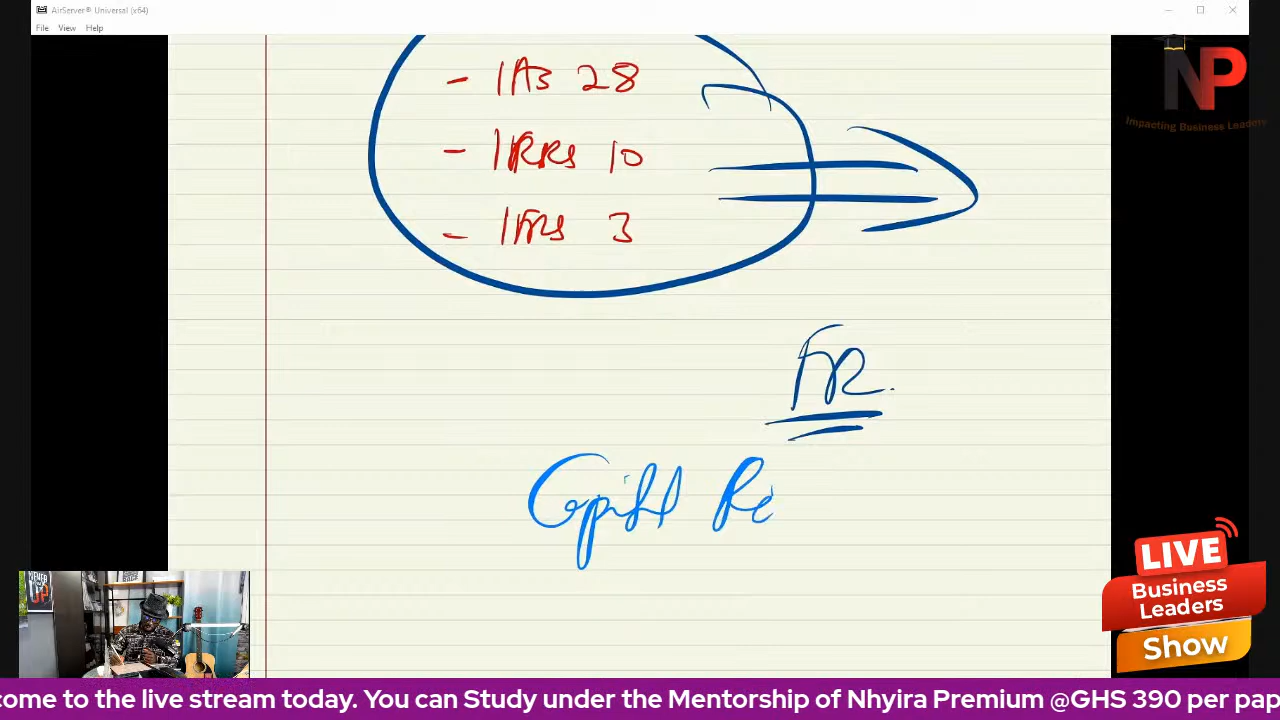 AirServer® Universal (x64)
File View Help
- IAS 28
- IFRS 10
- IFRS 3
NP
Impacting Business Leaders
FR.
LIVE
Business
Leaders
Show
come to the live stream today. You can Study under the Mentorship of Nhyira Premium @GHS 390 per pap